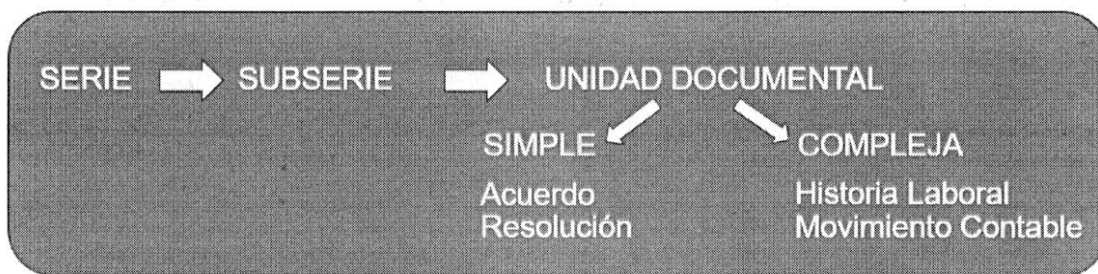 SERIE SUBSERIE UNIDAD DOCUMENTAL
SIMPLE COMPLEJA
Acuerdo Historia Laboral
Resolución Movimiento Contable